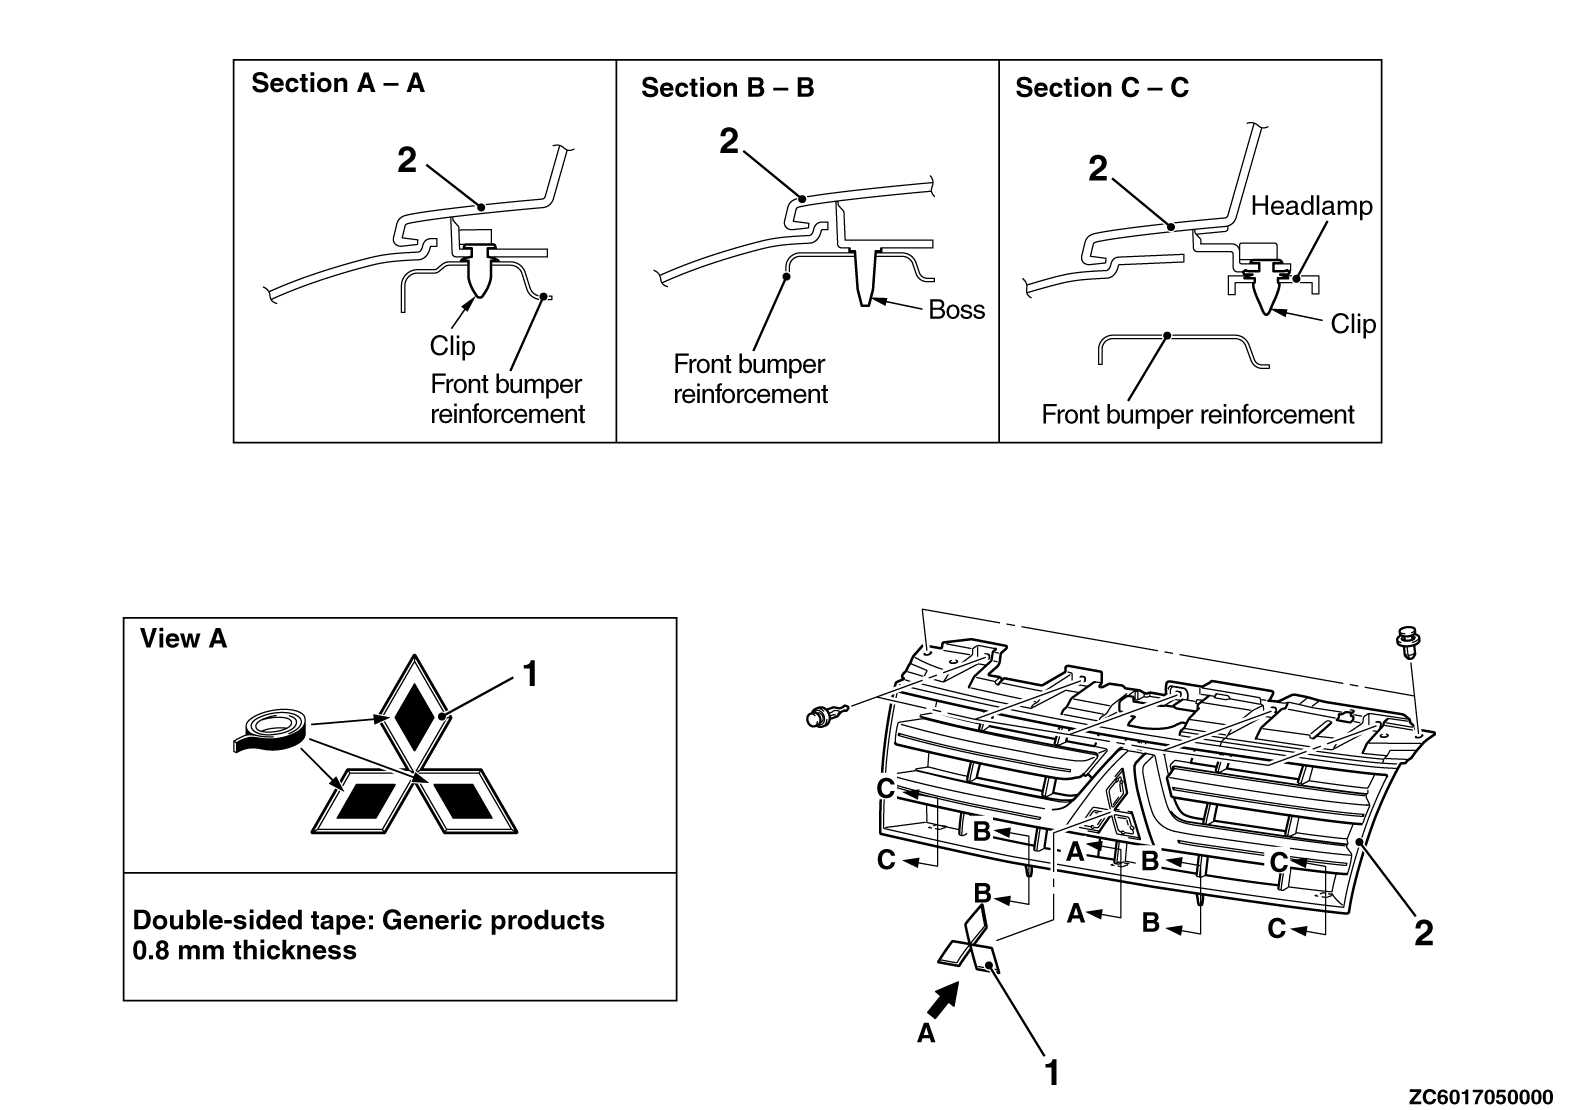 Section A – A
2
Clip
Front bumper
reinforcement
Section B – B
2
Boss
Front bumper
reinforcement
Section C – C
2
Headlamp
Clip
Front bumper reinforcement
View A
1
Double-sided tape: Generic products
0.8 mm thickness
C
C
B
B
A
A
B
B
C
C
2
A
1
ZC6017050000